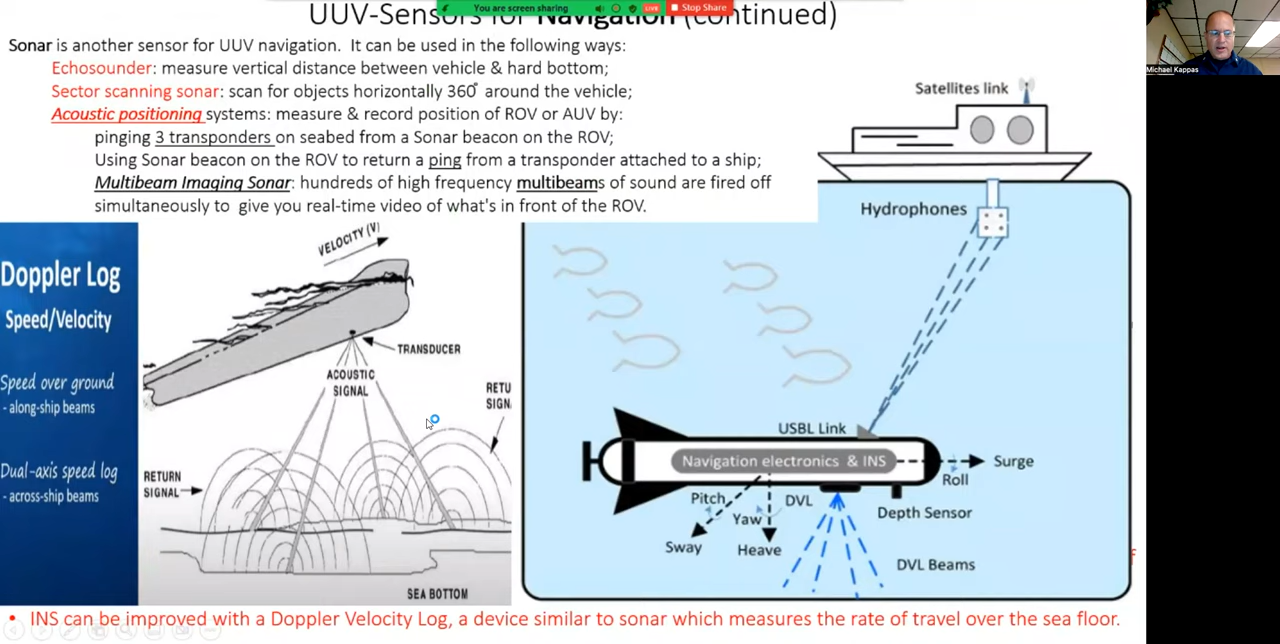 UUV-Sensors for Navigation (continued)
You are screen sharing
LIVE
Stop Share
Michael Kappas
Sonar is another sensor for UUV navigation. It can be used in the following ways:
Echosounder: measure vertical distance between vehicle & hard bottom;
Sector scanning sonar: scan for objects horizontally 360° around the vehicle;
Acoustic positioning systems: measure & record position of ROV or AUV by:
pinging 3 transponders on seabed from a Sonar beacon on the ROV;
Using Sonar beacon on the ROV to return a ping from a transponder attached to a ship;
Multibeam Imaging Sonar: hundreds of high frequency multibeams of sound are fired off
simultaneously to give you real-time video of what's in front of the ROV.
Doppler Log
Speed/Velocity
Speed over ground
- along-ship beams
Dual-axis speed log
- across-ship beams
VELOCITY (V)
TRANSDUCER
ACOUSTIC
SIGNAL
RETU
SIGN
RETURN
SIGNAL
SEA BOTTOM
Satellites link
Hydrophones
USBL Link
Navigation electronics & INS
Surge
Roll
Pitch
DVL
Yaw
Depth Sensor
Sway
Heave
DVL Beams
• INS can be improved with a Doppler Velocity Log, a device similar to sonar which measures the rate of travel over the sea floor.